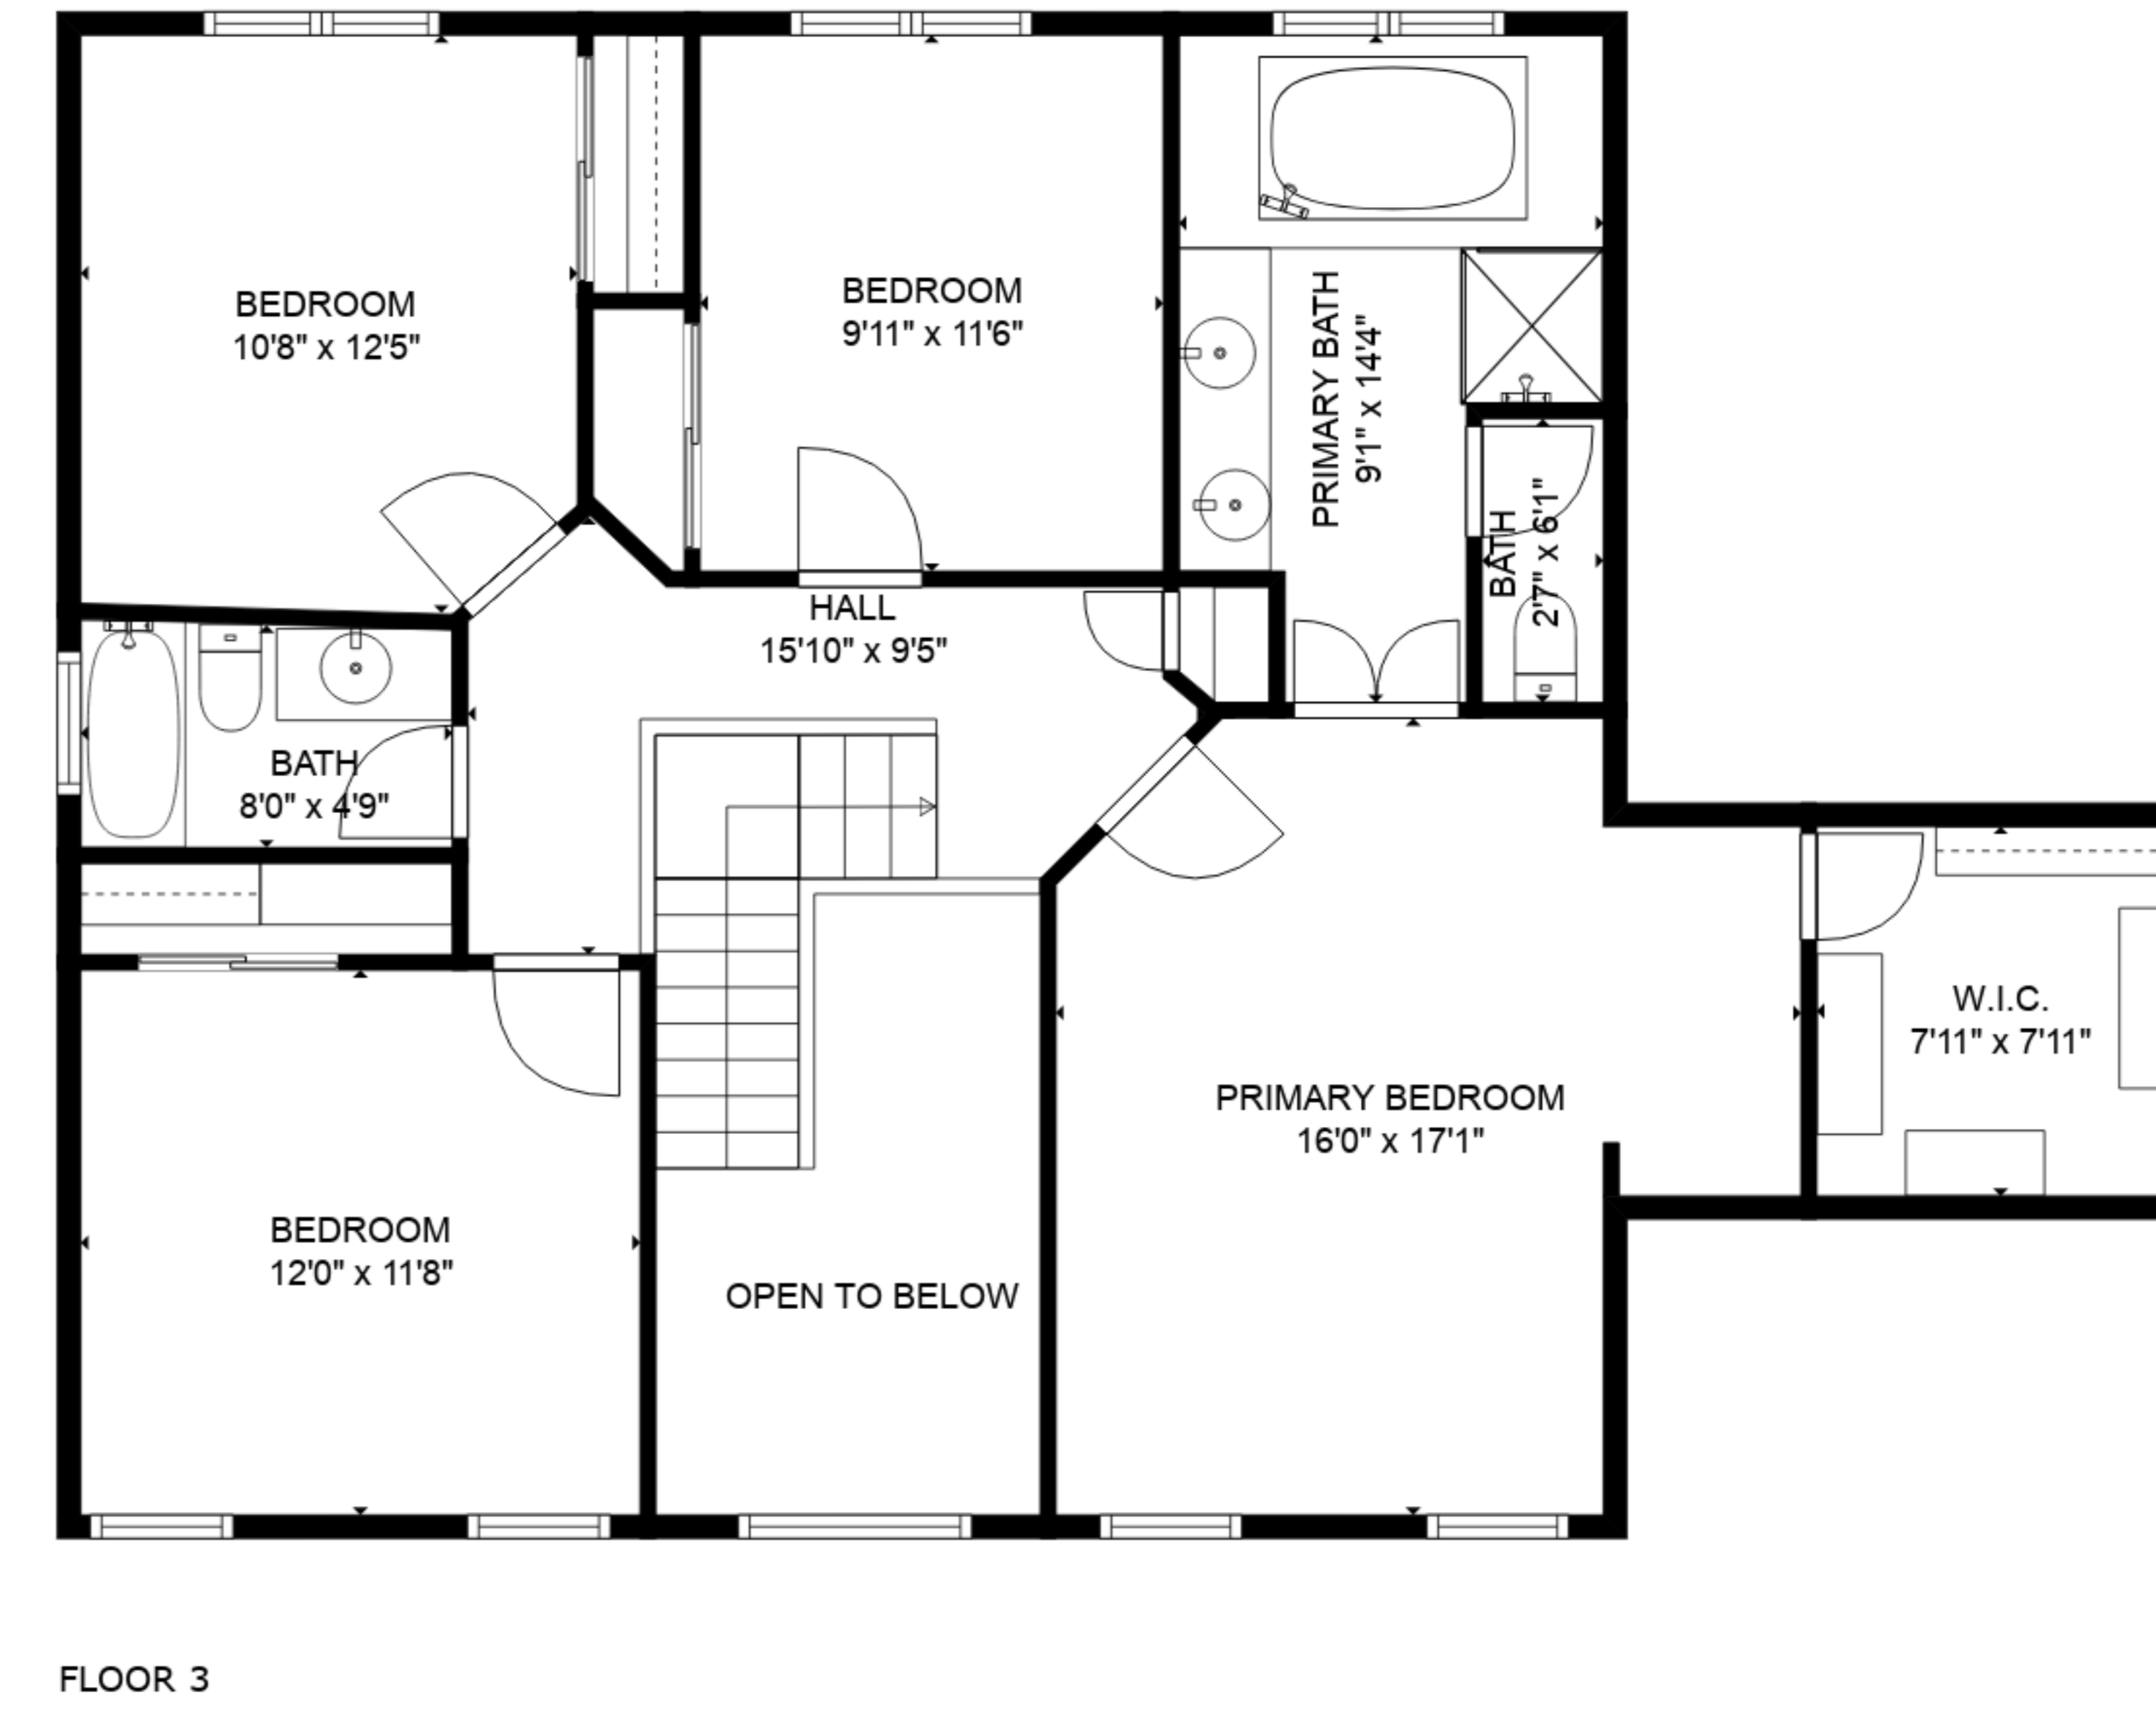 BEDROOM
10'8" x 12'5"
BEDROOM
9'11" x 11'6"
PRIMARY BATH
9'1" x 14'4"
BATH
2'7" x 6'1"
HALL
15'10" x 9'5"
BATH
8'0" x 4'9"
W.I.C.
7'11" x 7'11"
PRIMARY BEDROOM
16'0" x 17'1"
BEDROOM
12'0" x 11'8"
OPEN TO BELOW
FLOOR 3